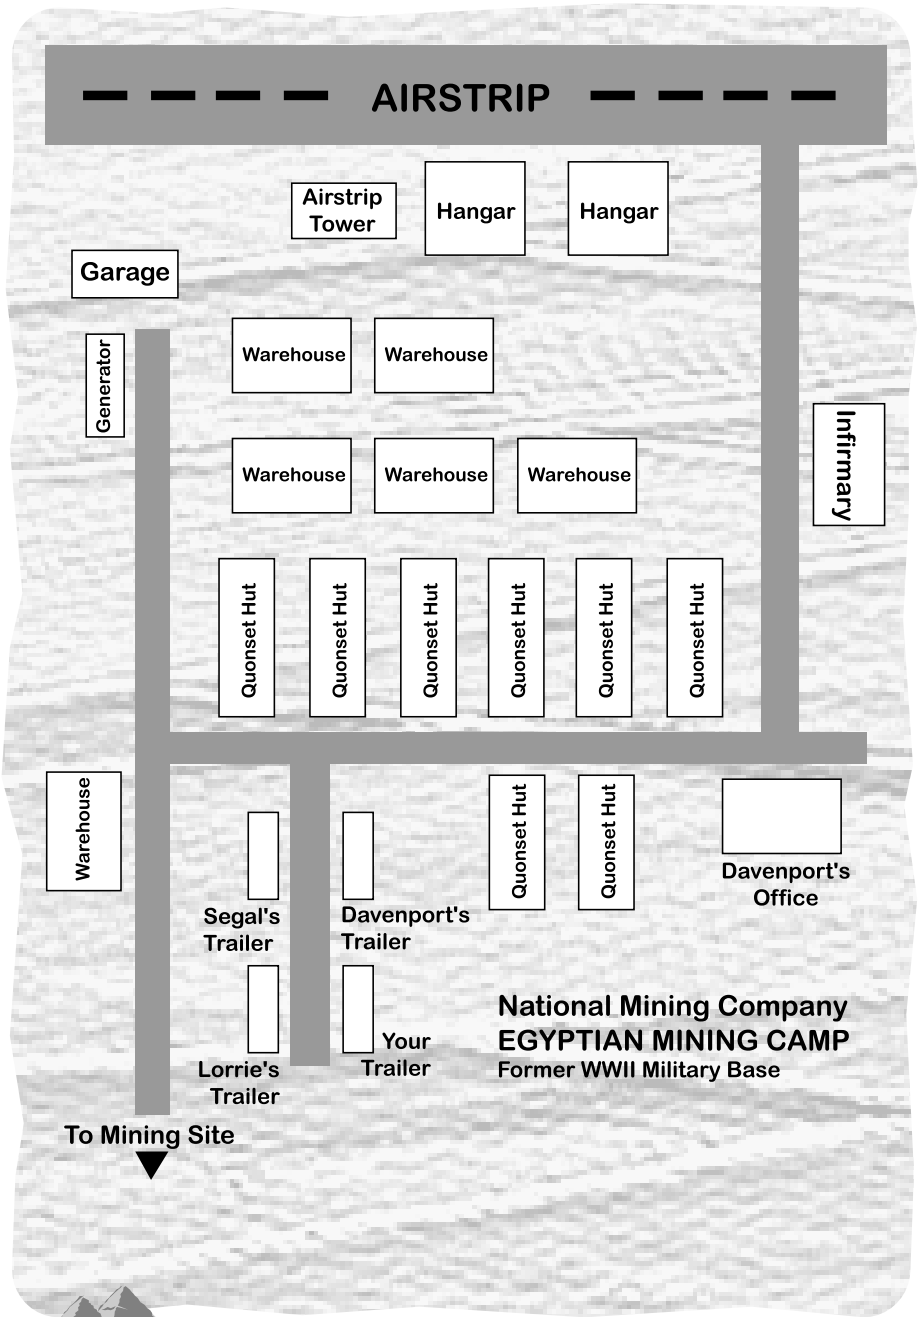 AIRSTRIP
Airstrip
Tower
Hangar
Hangar
Garage
Generator
Warehouse
Warehouse
Infirmary
Warehouse
Warehouse
Warehouse
Quonset Hut
Quonset Hut
Quonset Hut
Quonset Hut
Quonset Hut
Quonset Hut
Warehouse
Quonset Hut
Quonset Hut
Davenport's
Office
Segal's
Trailer
Davenport's
Trailer
Lorrie's
Trailer
Your
Trailer
National Mining Company
EGYPTIAN MINING CAMP
Former WWII Military Base
To Mining Site